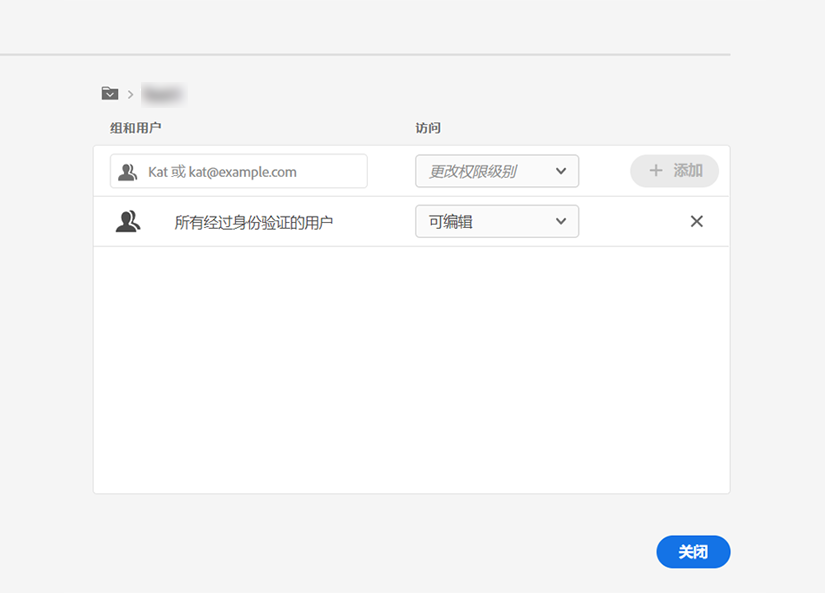 组和用户 访问
Kat 或 kat@example.com 更改权限级别 添加
所有经过身份验证的用户 可编辑
关闭